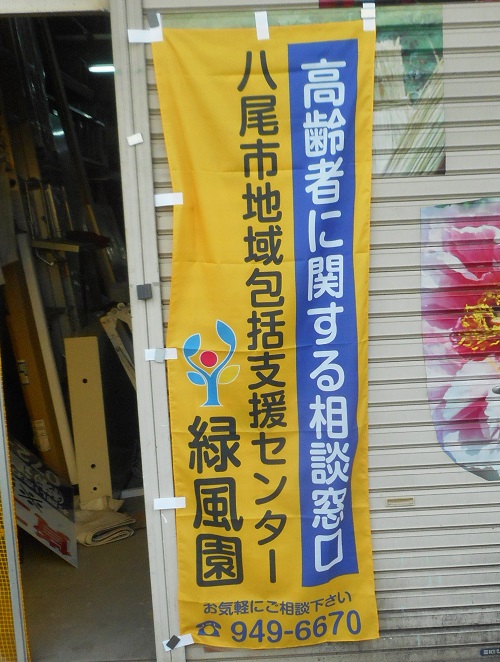 高齢者に関する相談窓口
八尾市地域包括支援センター
緑風園
お気軽にご相談下さい
☎ 949-6670